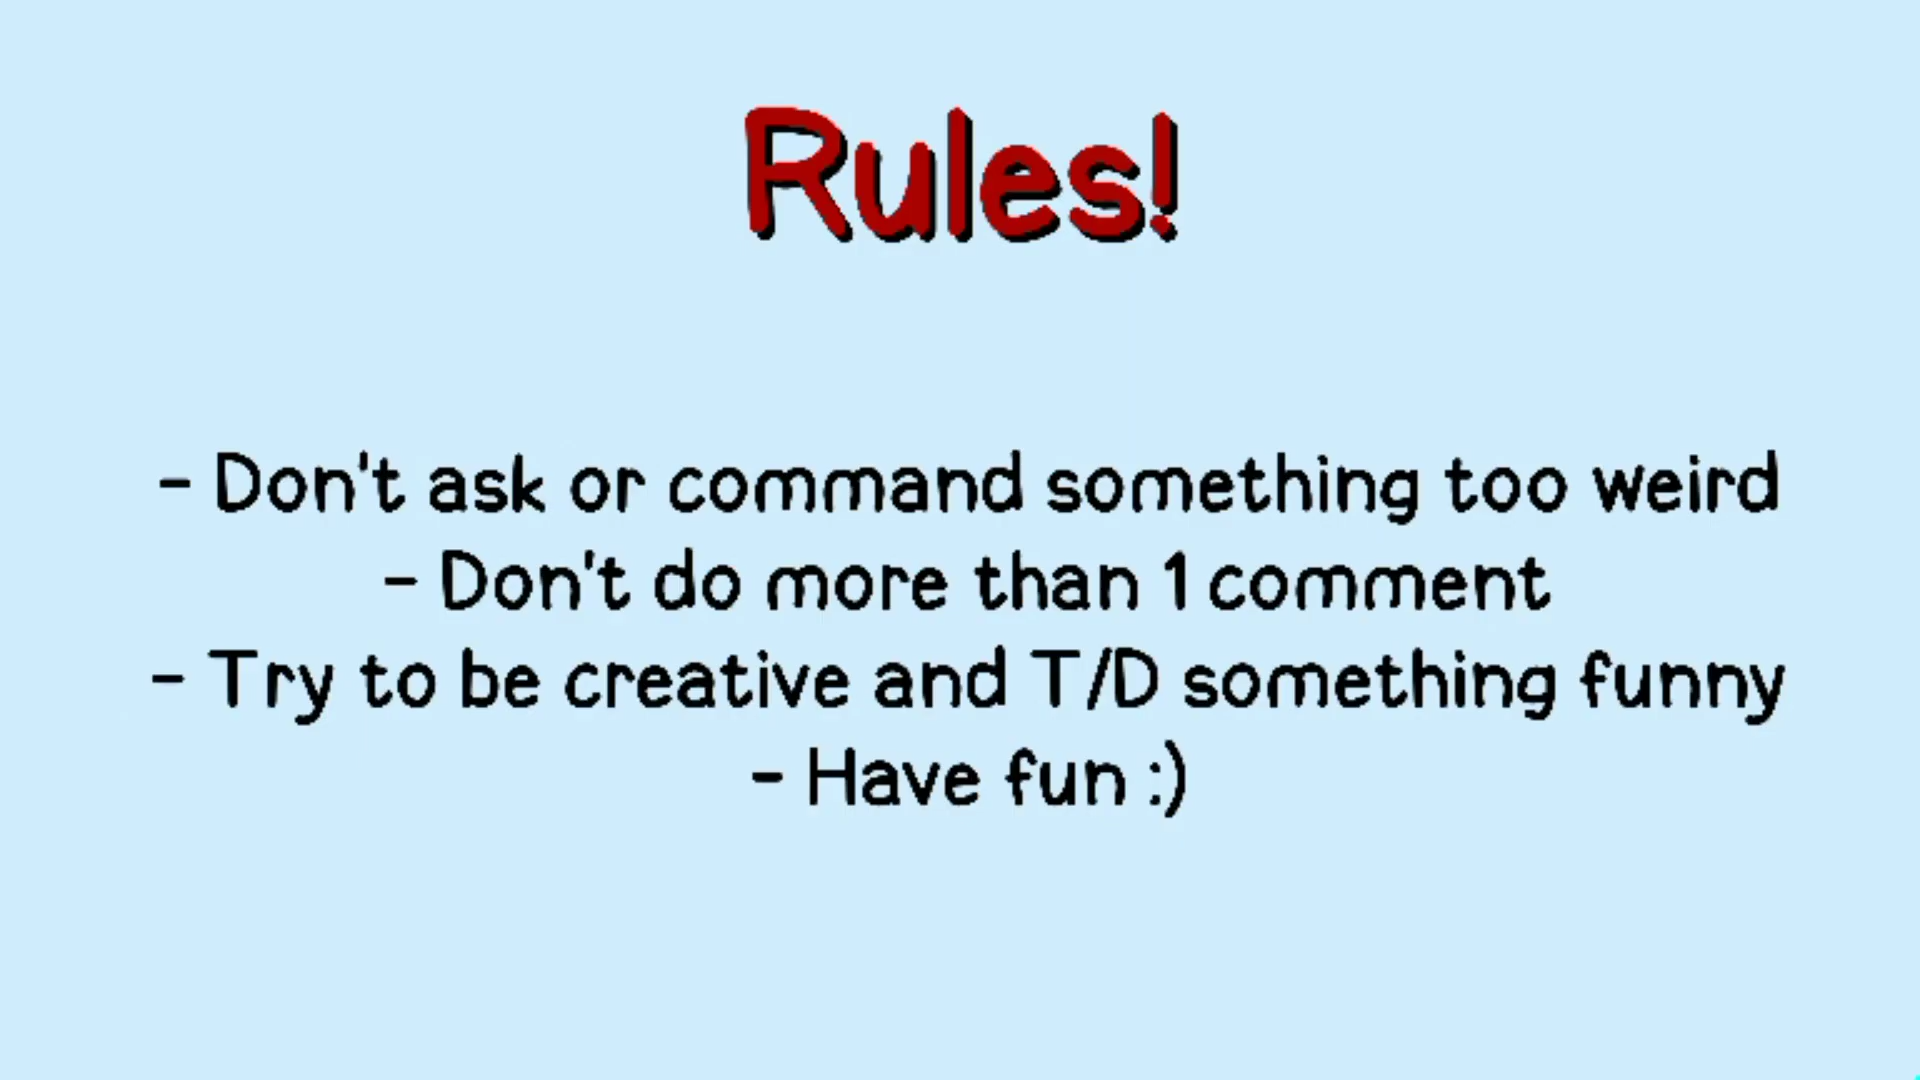 Rules!
- Don't ask or command something too weird
- Don't do more than 1 comment
- Try to be creative and T/D something funny
- Have fun :)